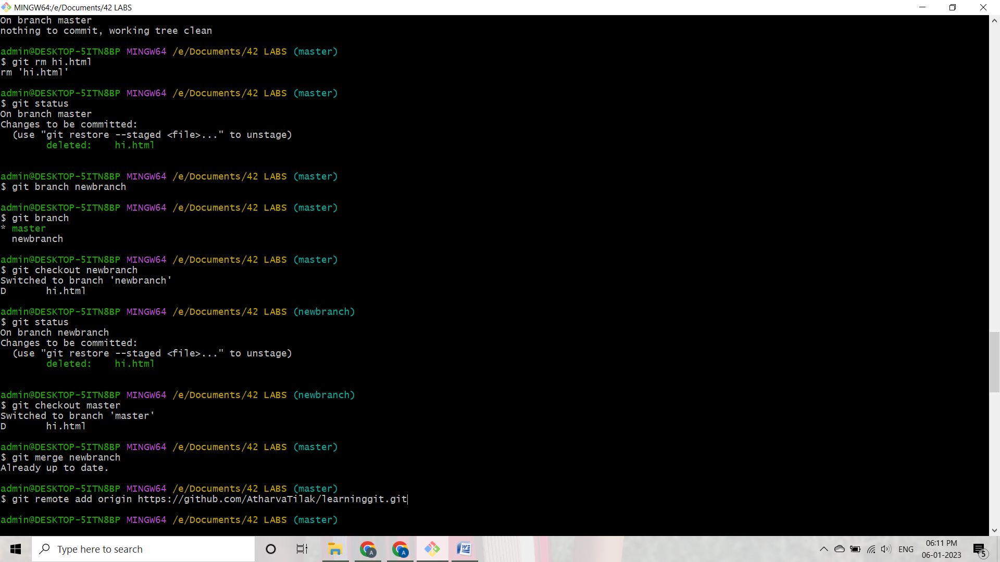 MINGW64:/e/Documents/42 LABS
On branch master
nothing to commit, working tree clean
admin@DESKTOP-5ITN8BP MINGW64 /e/Documents/42 LABS (master)
$ git rm hi.html
rm 'hi.html'
admin@DESKTOP-5ITN8BP MINGW64 /e/Documents/42 LABS (master)
$ git status
On branch master
Changes to be committed:
  (use "git restore --staged <file>..." to unstage)
        deleted:    hi.html
admin@DESKTOP-5ITN8BP MINGW64 /e/Documents/42 LABS (master)
$ git branch newbranch
admin@DESKTOP-5ITN8BP MINGW64 /e/Documents/42 LABS (master)
$ git branch
* master
  newbranch
admin@DESKTOP-5ITN8BP MINGW64 /e/Documents/42 LABS (master)
$ git checkout newbranch
Switched to branch 'newbranch'
D       hi.html
admin@DESKTOP-5ITN8BP MINGW64 /e/Documents/42 LABS (newbranch)
$ git status
On branch newbranch
Changes to be committed:
  (use "git restore --staged <file>..." to unstage)
        deleted:    hi.html
admin@DESKTOP-5ITN8BP MINGW64 /e/Documents/42 LABS (newbranch)
$ git checkout master
Switched to branch 'master'
D       hi.html
admin@DESKTOP-5ITN8BP MINGW64 /e/Documents/42 LABS (master)
$ git merge newbranch
Already up to date.
admin@DESKTOP-5ITN8BP MINGW64 /e/Documents/42 LABS (master)
$ git remote add origin https://github.com/AtharvaTilak/learninggit.git
admin@DESKTOP-5ITN8BP MINGW64 /e/Documents/42 LABS (master)
Type here to search
A
A
W
ENG
06:11 PM
06-01-2023
5